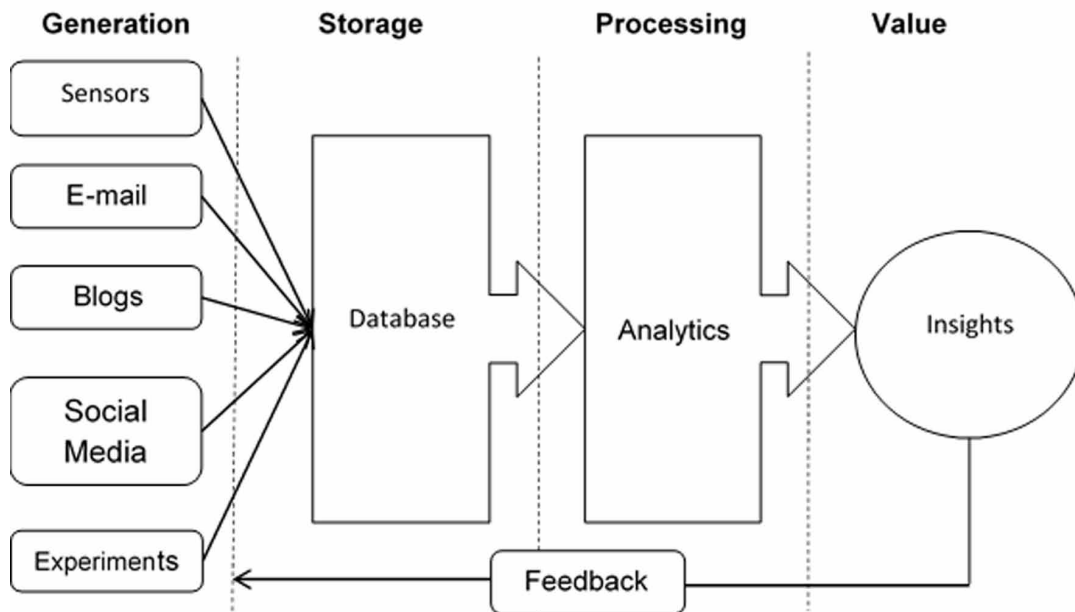 Generation Storage Processing Value
Sensors
E-mail
Blogs
Social
Media
Experiments
Database
Analytics
Insights
Feedback